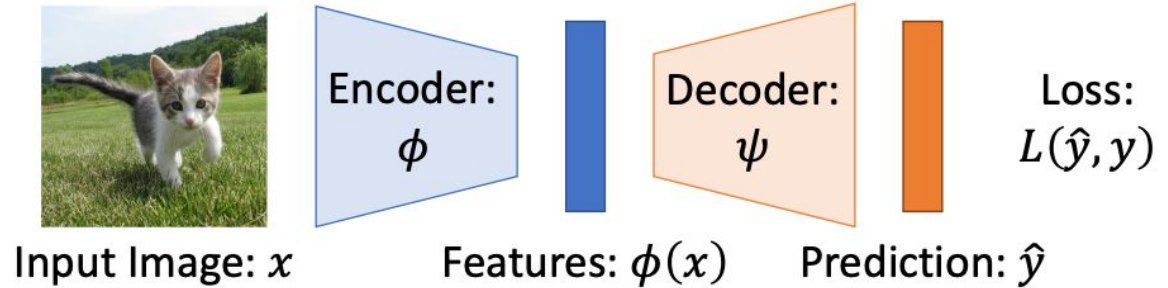 Encoder:
ϕ
Decoder:
ψ
Loss:
L(ŷ, y)
Input Image: x
Features: ϕ(x)
Prediction: ŷ